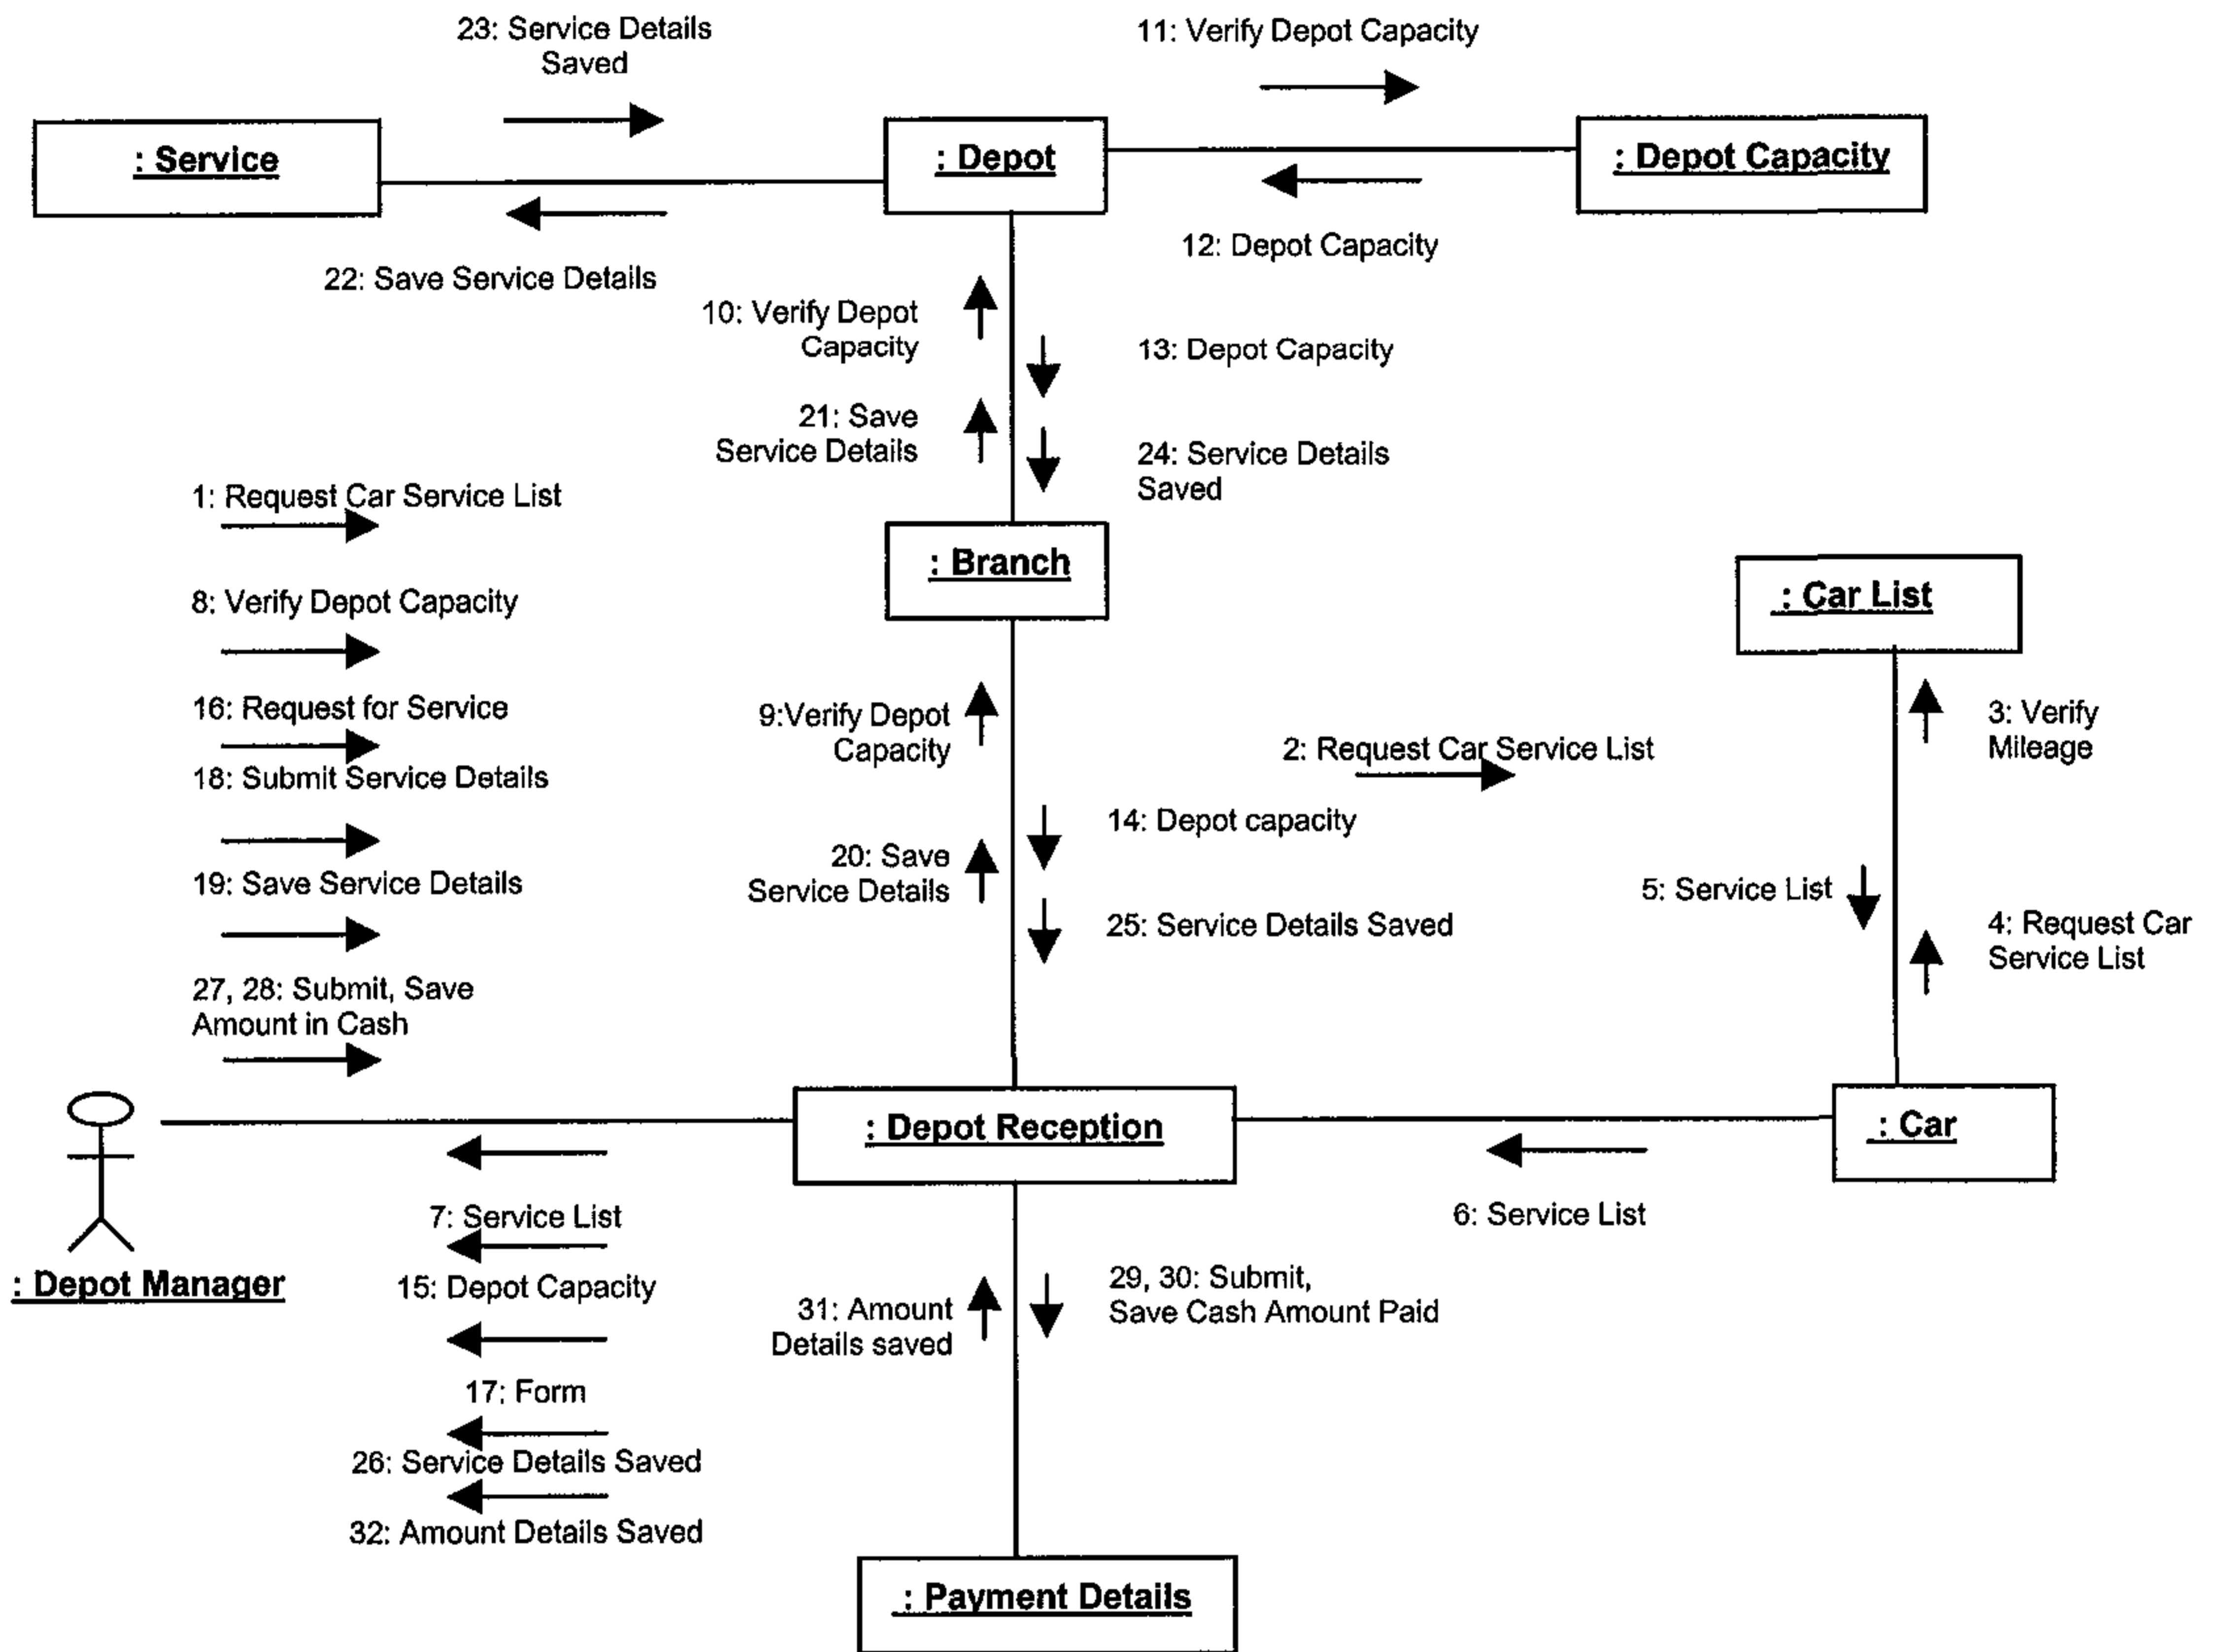 23: Service Details
Saved
11: Verify Depot Capacity
: Service
: Depot
: Depot Capacity
22: Save Service Details
12: Depot Capacity
10: Verify Depot
Capacity
13: Depot Capacity
21: Save
Service Details
24: Service Details
Saved
1: Request Car Service List
8: Verify Depot Capacity
16: Request for Service
18: Submit Service Details
19: Save Service Details
27, 28: Submit, Save
Amount in Cash
: Branch
: Car List
9:Verify Depot
Capacity
2: Request Car Service List
3: Verify
Mileage
14: Depot capacity
20: Save
Service Details
25: Service Details Saved
5: Service List
4: Request Car
Service List
: Depot Reception
: Car
6: Service List
: Depot Manager
7: Service List
15: Depot Capacity
17: Form
26: Service Details Saved
32: Amount Details Saved
31: Amount
Details saved
29, 30: Submit,
Save Cash Amount Paid
: Payment Details